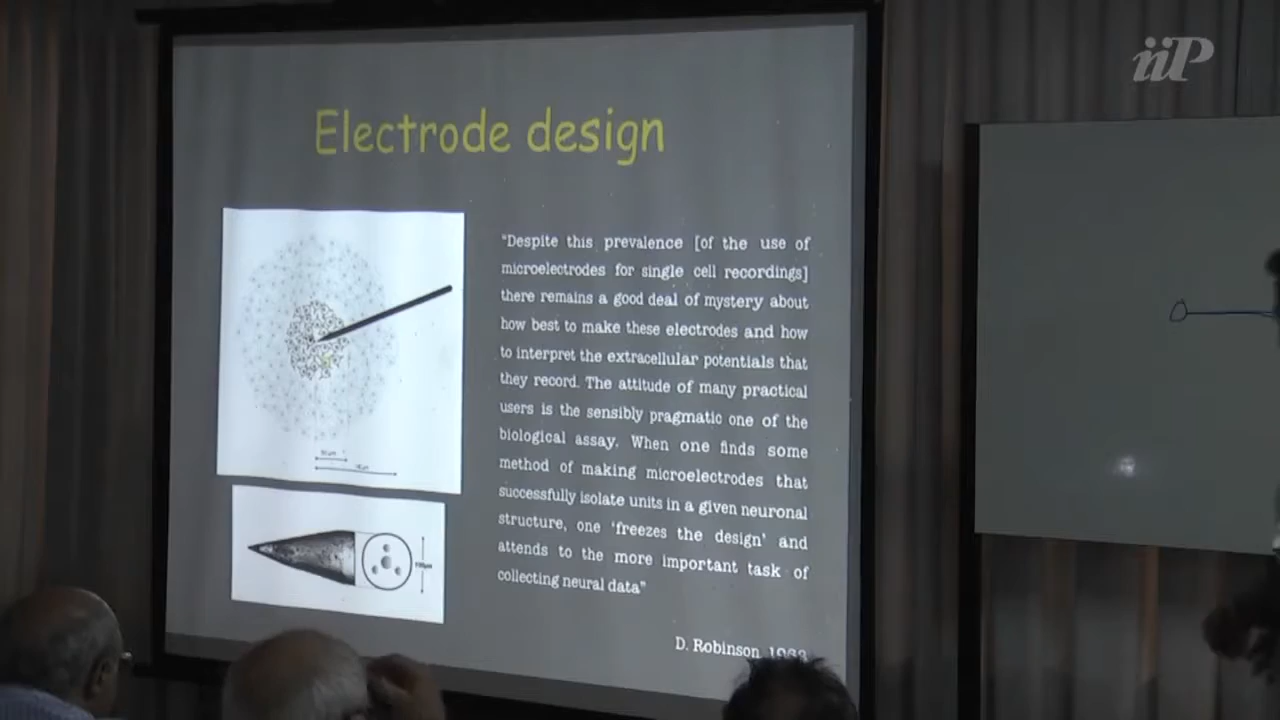 iiP
Electrode design
"Despite this prevalence [of the use of
microelectrodes for single cell recordings]
there remains a good deal of mystery about
how best to make these electrodes and how
to interpret the extracellular potentials that
they record. The attitude of many practical
users is the sensibly pragmatic one of the
biological assay. When one finds some
method of making microelectrodes that
successfully isolate units in a given neuronal
structure, one 'freezes the design' and
attends to the more important task of
collecting neural data"
D. Robinson